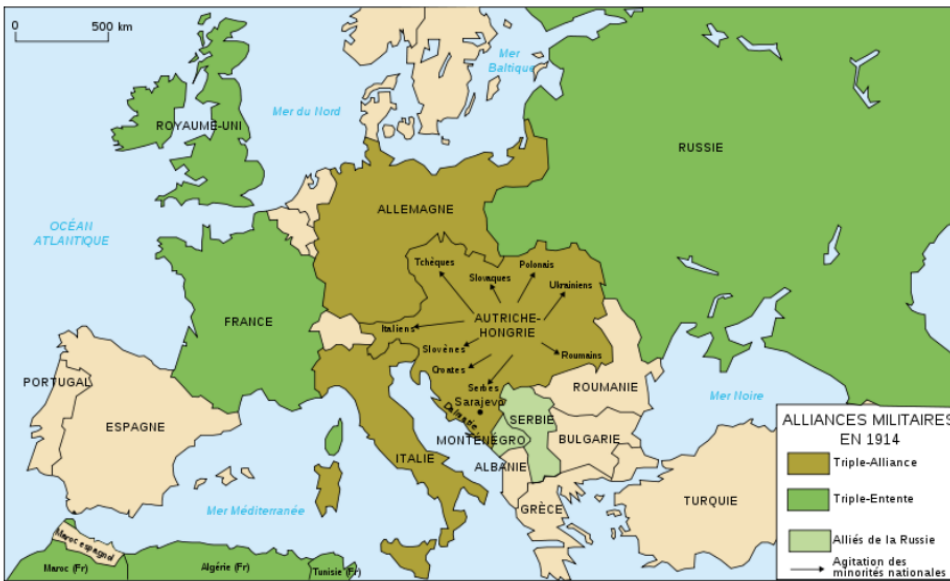 0 500 km
Mer
Baltique
Mer du Nord
ROYAUME-UNI
RUSSIE
OCÉAN
ATLANTIQUE
ALLEMAGNE
Tchèques
Slovaques
Polonais
Ukrainiens
FRANCE
AUTRICHE-
HONGRIE
Italiens
Slovènes
Roumains
Croates
Serbes
PORTUGAL
ESPAGNE
ROUMANIE
Mer Noire
Sarajevo
Dalmatie
SERBIE
MONTÉNÉGRO
BULGARIE
ITALIE
ALBANIE
GRÈCE
TURQUIE
Mer Méditerranée
Maroc espagnol
Maroc (Fr)
Algérie (Fr)
Tunisie (Fr)
ALLIANCES MILITAIRES
EN 1914
Triple-Alliance
Triple-Entente
Alliés de la Russie
Agitation des
minorités nationales